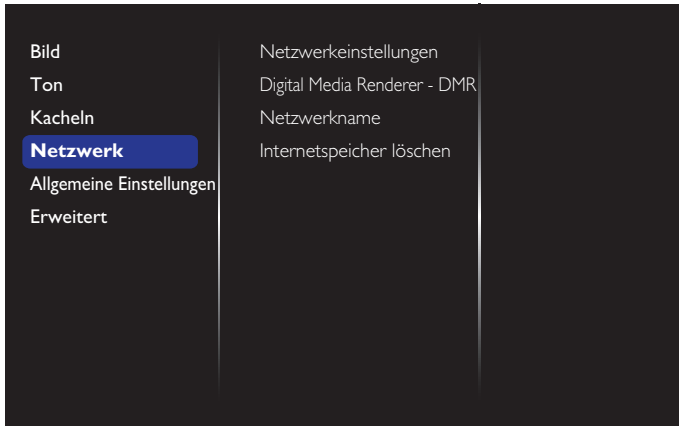 Bild
Ton
Kacheln
Netzwerk
Allgemeine Einstellungen
Erweitert
Netzwerkeinstellungen
Digital Media Renderer - DMR
Netzwerkname
Internetspeicher löschen